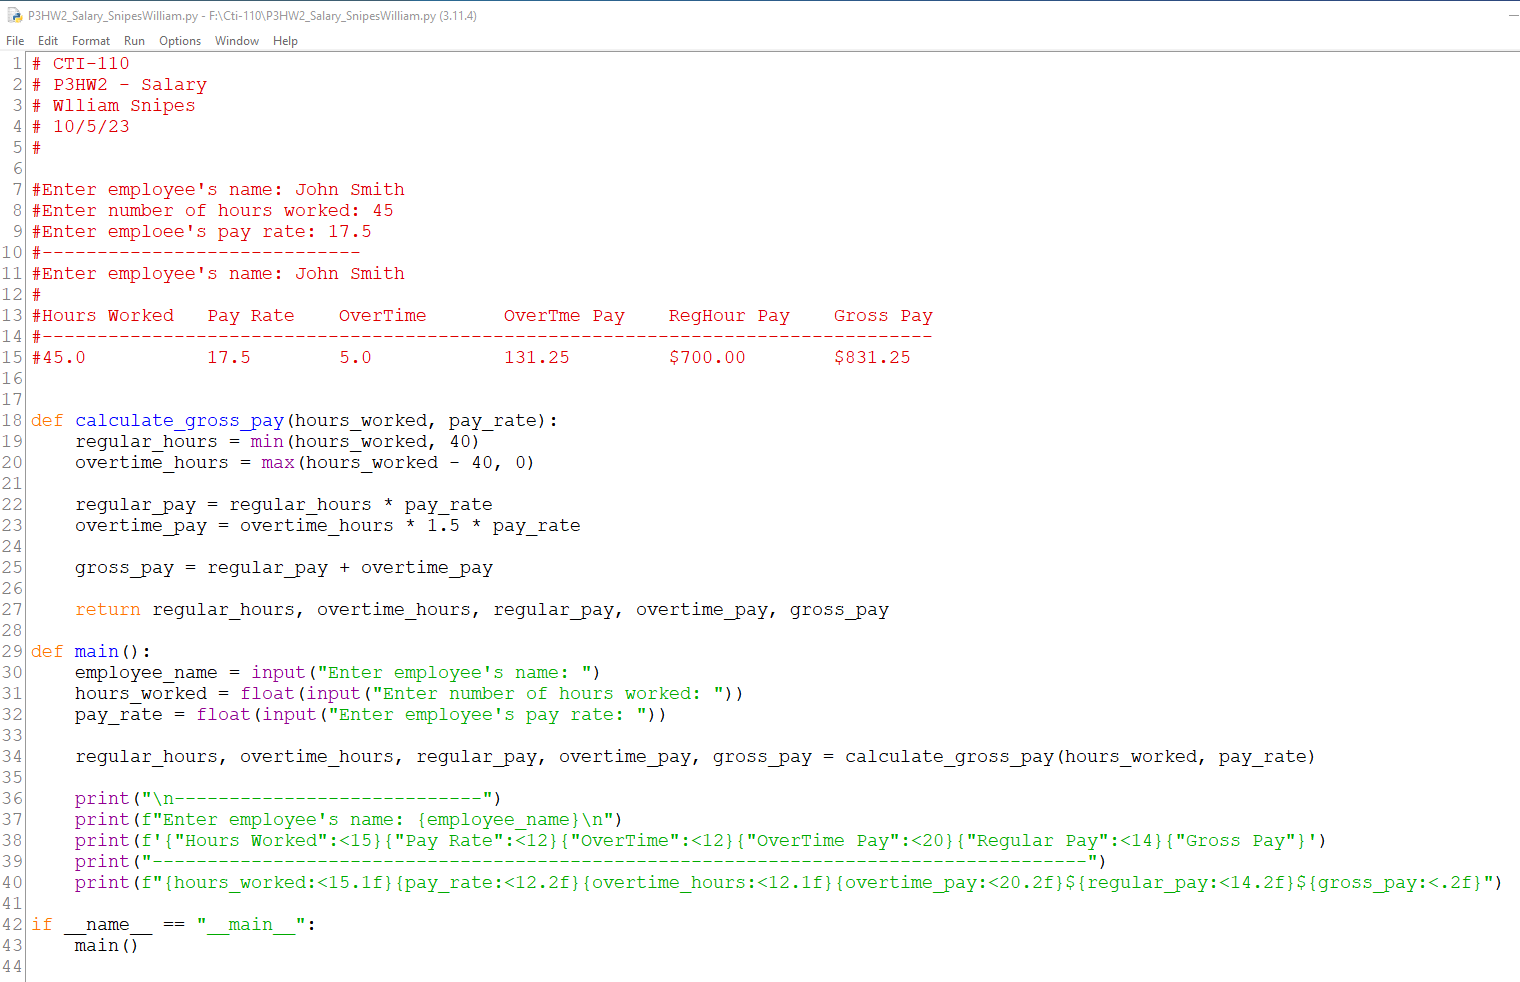 P3HW2_Salary_SnipesWilliam.py - F:\Cti-110\P3HW2_Salary_SnipesWilliam.py (3.11.4)
File Edit Format Run Options Window Help
1 # CTI-110
2 # P3HW2 - Salary
3 # Wlliam Snipes
4 # 10/5/23
5 #
6
7 #Enter employee's name: John Smith
8 #Enter number of hours worked: 45
9 #Enter emploee's pay rate: 17.5
10 #-----------------------------
11 #Enter employee's name: John Smith
12 #
13 #Hours Worked   Pay Rate    OverTime       OverTme Pay    RegHour Pay    Gross Pay
14 #---------------------------------------------------------------------------------
15 #45.0           17.5        5.0            131.25         $700.00        $831.25
16
17
18 def calculate_gross_pay(hours_worked, pay_rate):
19     regular_hours = min(hours_worked, 40)
20     overtime_hours = max(hours_worked - 40, 0)
21
22     regular_pay = regular_hours * pay_rate
23     overtime_pay = overtime_hours * 1.5 * pay_rate
24
25     gross_pay = regular_pay + overtime_pay
26
27     return regular_hours, overtime_hours, regular_pay, overtime_pay, gross_pay
28
29 def main():
30     employee_name = input("Enter employee's name: ")
31     hours_worked = float(input("Enter number of hours worked: "))
32     pay_rate = float(input("Enter employee's pay rate: "))
33
34     regular_hours, overtime_hours, regular_pay, overtime_pay, gross_pay = calculate_gross_pay(hours_worked, pay_rate)
35
36     print("\n----------------------------")
37     print(f"Enter employee's name: {employee_name}\n")
38     print(f'{"Hours Worked":<15}{"Pay Rate":<12}{"OverTime":<12}{"OverTime Pay":<20}{"Regular Pay":<14}{"Gross Pay"}')
39     print("-------------------------------------------------------------------------------------")
40     print(f"{hours_worked:<15.1f}{pay_rate:<12.2f}{overtime_hours:<12.1f}{overtime_pay:<20.2f}${regular_pay:<14.2f}${gross_pay:<.2f}")
41
42 if __name__ == "__main__":
43     main()
44